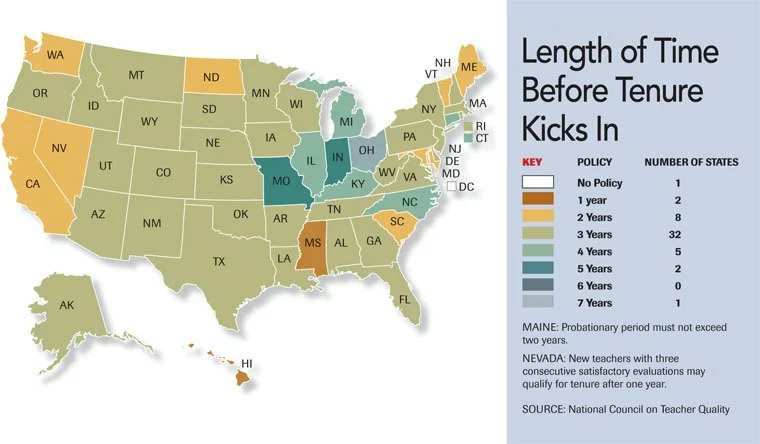 Length of Time
Before Tenure
Kicks In
KEY POLICY NUMBER OF STATES
No Policy 1
1 year 2
2 Years 8
3 Years 32
4 Years 5
5 Years 2
6 Years 0
7 Years 1
MAINE: Probationary period must not exceed
two years.
NEVADA: New teachers with three
consecutive satisfactory evaluations may
qualify for tenure after one year.
SOURCE: National Council on Teacher Quality
WA
MT
ND
MN
OR
ID
WY
SD
WI
MI
NH
VT
ME
NY
MA
RI
CT
NV
CA
UT
CO
NE
KS
IA
IL
IN
OH
PA
NJ
DE
MD
DC
MO
KY
WV
VA
AZ
NM
OK
AR
TN
NC
SC
TX
LA
MS
AL
GA
FL
AK
HI